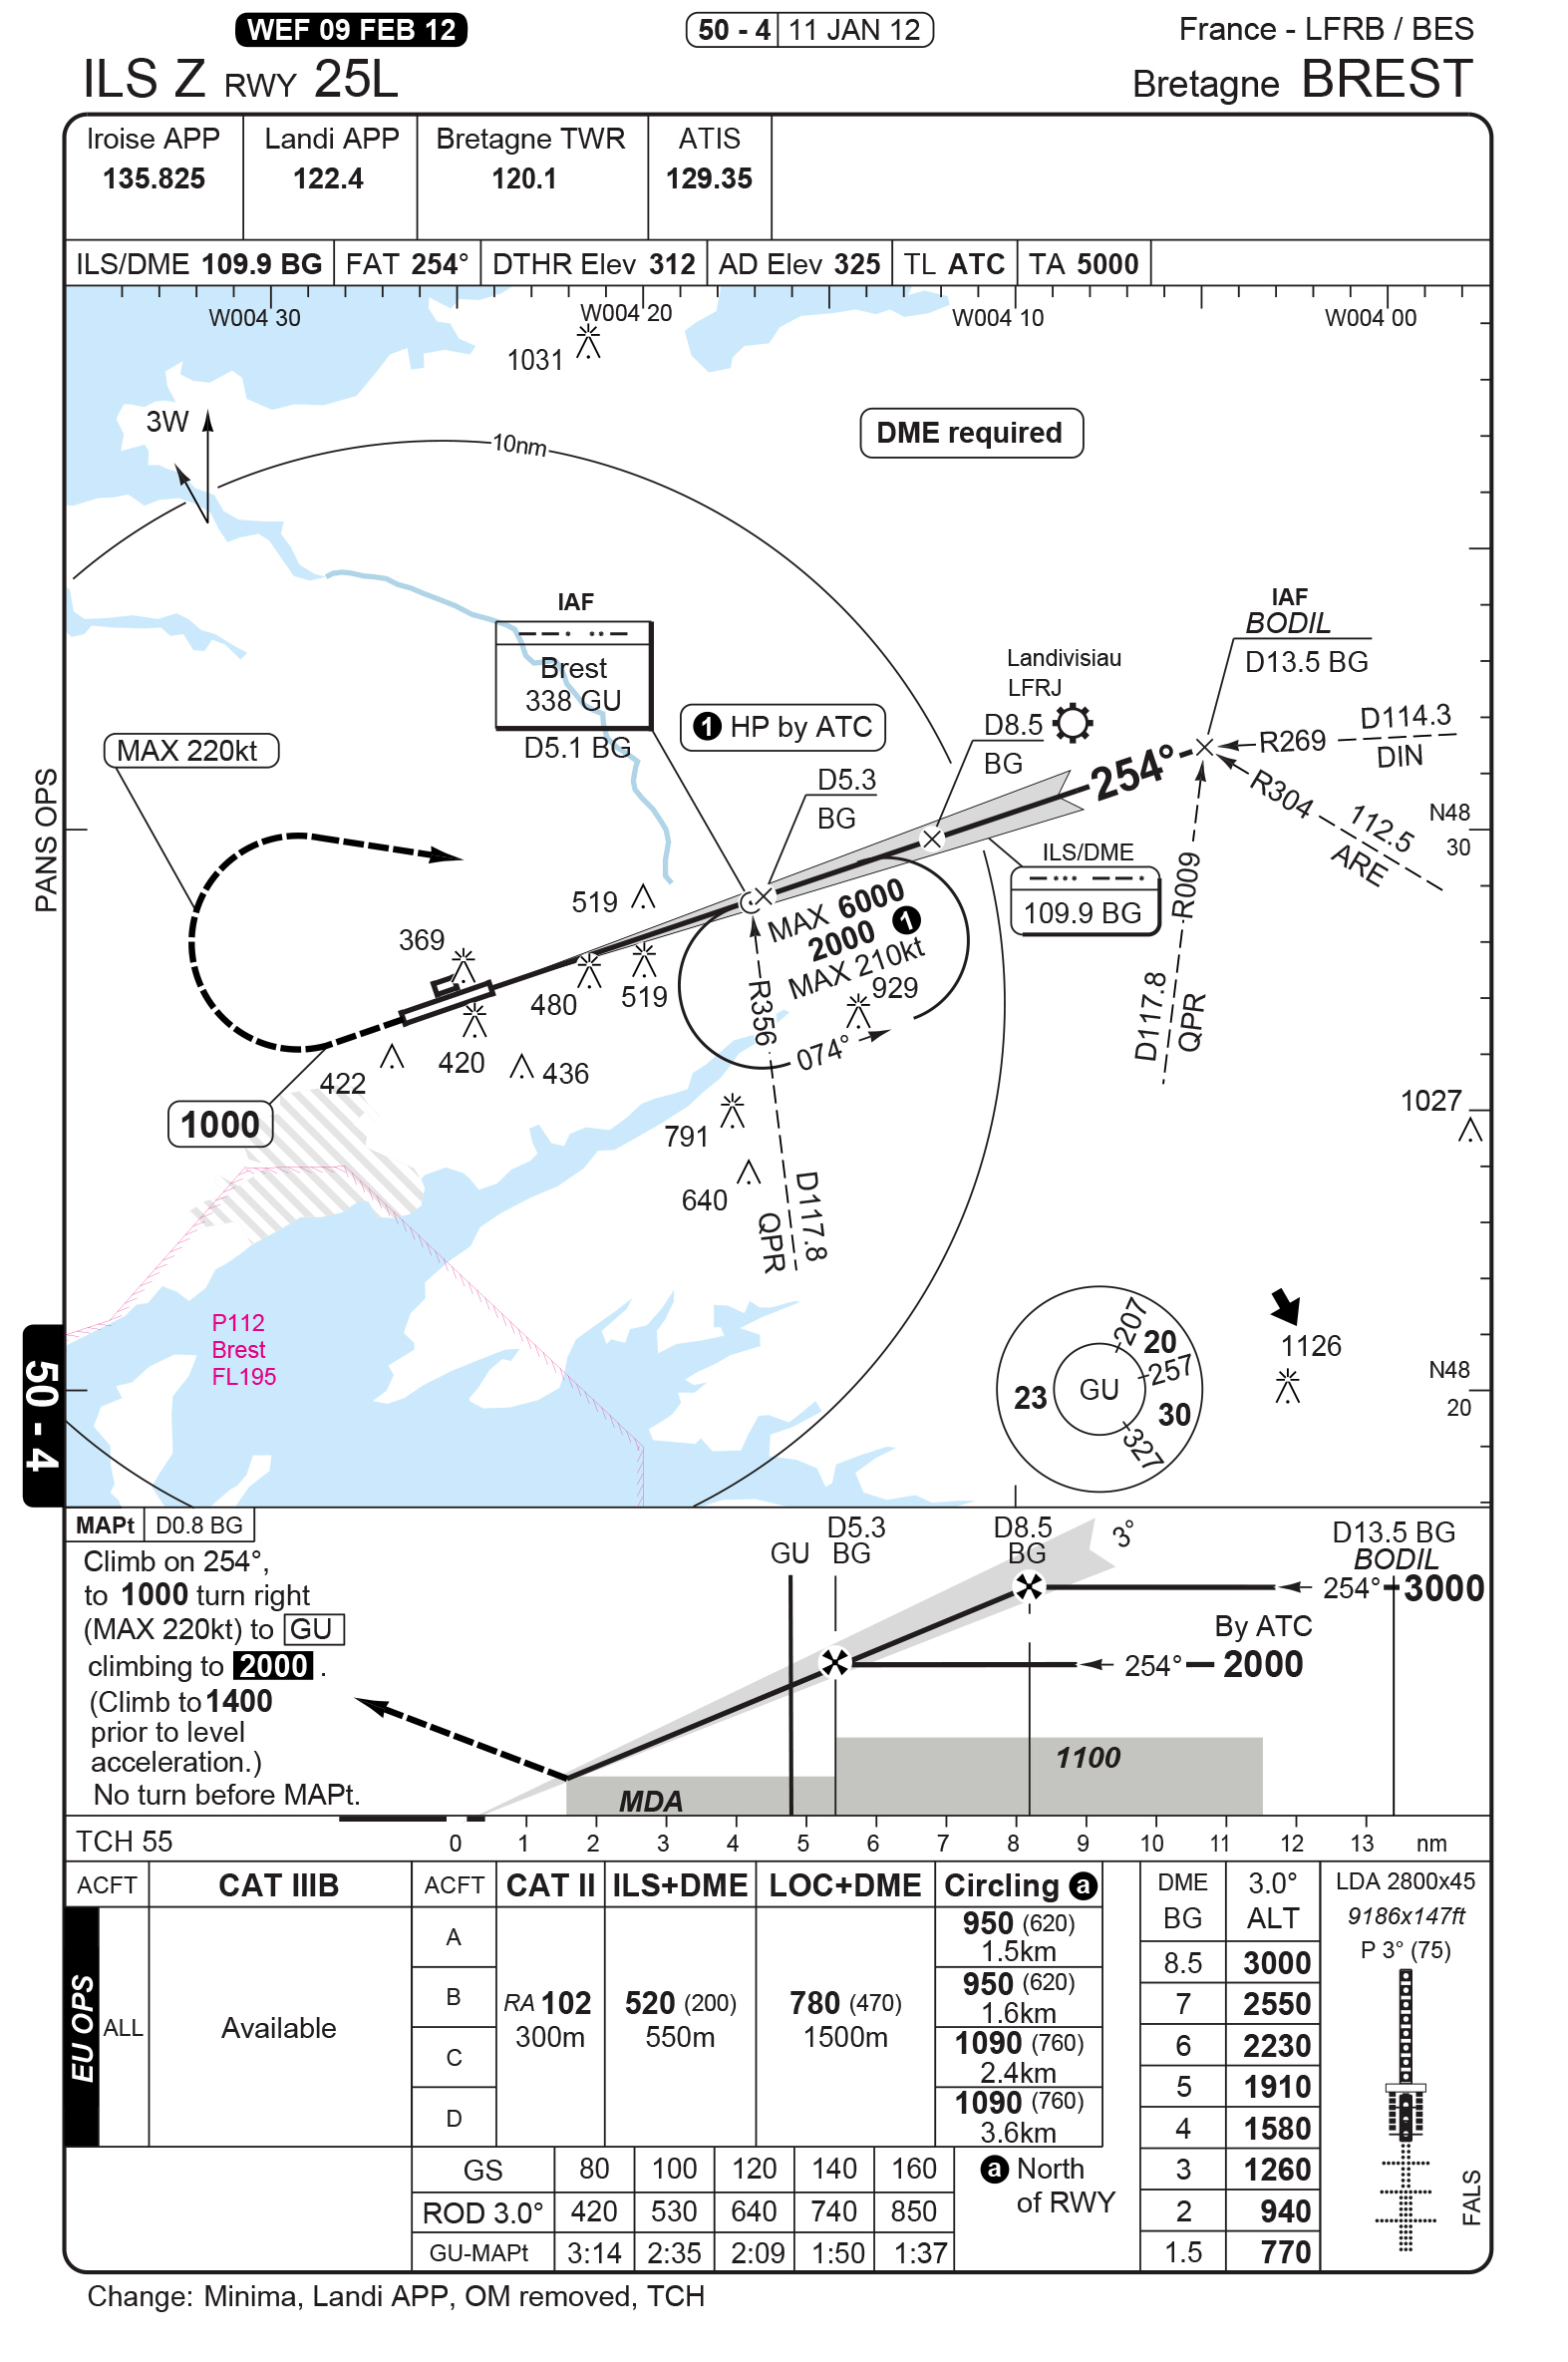 WEF 09 FEB 12
50 - 4 11 JAN 12
France - LFRB / BES
ILS Z RWY 25L
Bretagne BREST
Iroise APP 135.825
Landi APP 122.4
Bretagne TWR 120.1
ATIS 129.35
ILS/DME 109.9 BG FAT 254° DTHR Elev 312 AD Elev 325 TL ATC TA 5000
W004 30 W004 20 W004 10 W004 00
1031
3W
10nm
DME required
IAF
Brest
338 GU
D5.1 BG
IAF
BODIL
D13.5 BG
Landivisiau
LFRJ
D8.5
BG
1 HP by ATC
MAX 220kt
D5.3
BG
254°
R269
D114.3
DIN
R304
112.5
ARE
N48
30
ILS/DME
109.9 BG
PANS OPS
519
369
MAX 6000
2000 1
MAX 210kt
929
R009
D117.8
QPR
480
519
R356
074°
420
436
422
1000
1027
791
640
D117.8
QPR
P112
Brest
FL195
207
20
257
GU
23
30
327
1126
N48
20
50 - 4
MAPt D0.8 BG
Climb on 254°,
to 1000 turn right
(MAX 220kt) to GU
climbing to 2000 .
(Climb to 1400
prior to level
acceleration.)
No turn before MAPt.
GU
D5.3
BG
D8.5
BG
3°
D13.5 BG
BODIL
254° 3000
By ATC
254° 2000
1100
MDA
TCH 55
0 1 2 3 4 5 6 7 8 9 10 11 12 13 nm
ACFT CAT IIIB ACFT CAT II ILS+DME LOC+DME Circling a
EU OPS
ALL
Available
A
B
C
D
RA 102
300m
520 (200)
550m
780 (470)
1500m
950 (620)
1.5km
950 (620)
1.6km
1090 (760)
2.4km
1090 (760)
3.6km
GS 80 100 120 140 160
ROD 3.0° 420 530 640 740 850
GU-MAPt 3:14 2:35 2:09 1:50 1:37
a North
of RWY
DME 3.0°
BG ALT
8.5 3000
7 2550
6 2230
5 1910
4 1580
3 1260
2 940
1.5 770
LDA 2800x45
9186x147ft
P 3° (75)
FALS
Change: Minima, Landi APP, OM removed, TCH